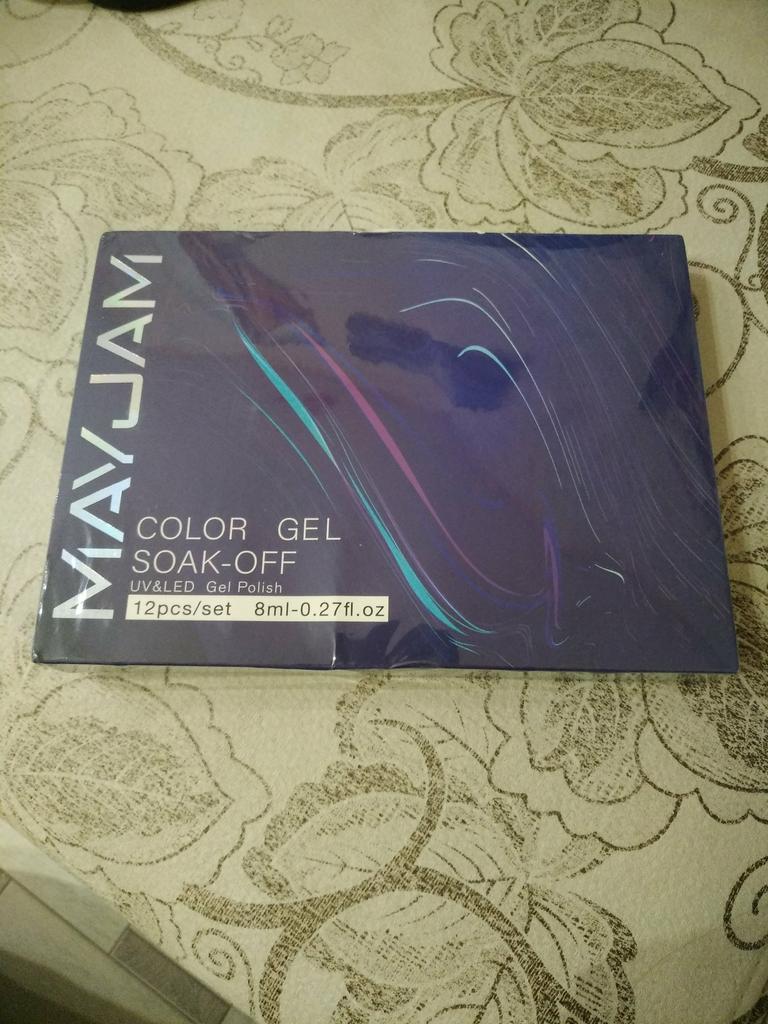 MAYJAM
COLOR GEL
SOAK-OFF
UV&LED Gel Polish
12pcs/set 8ml-0.27fl.oz